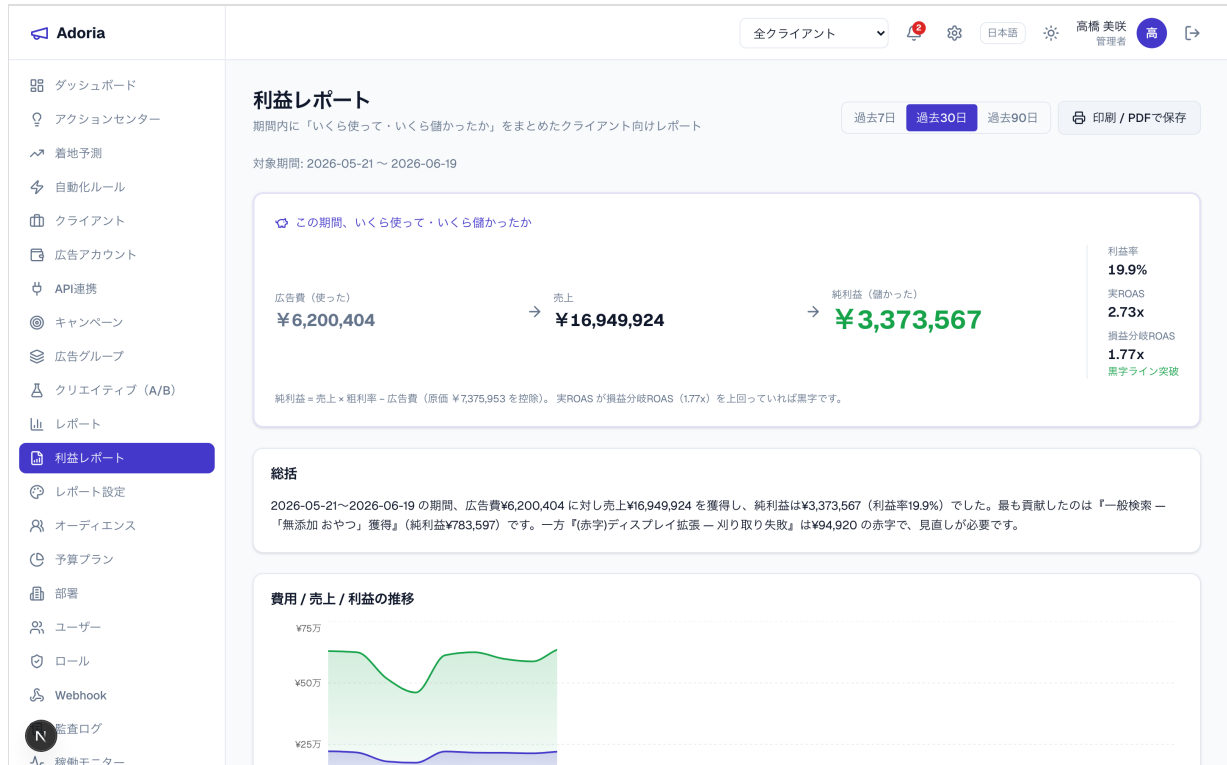 Adoria
全クライアント
2
日本語
高橋 美咲
管理者
高
ダッシュボード
アクションセンター
着地予測
自動化ルール
クライアント
広告アカウント
API連携
キャンペーン
広告グループ
クリエイティブ（A/B）
レポート
利益レポート
レポート設定
オーディエンス
予算プラン
部署
ユーザー
ロール
Webhook
監査ログ
稼働モニター
N
利益レポート
期間内に「いくら使って・いくら儲かったか」をまとめたクライアント向けレポート
過去7日
過去30日
過去90日
印刷 / PDFで保存
対象期間: 2026-05-21 〜 2026-06-19
この期間、いくら使って・いくら儲かったか
広告費（使った）
￥6,200,404
売上
￥16,949,924
純利益（儲かった）
￥3,373,567
利益率
19.9%
実ROAS
2.73x
損益分岐ROAS
1.77x
黒字ライン突破
純利益 = 売上 × 粗利率 − 広告費（原価 ￥7,375,953 を控除）。 実ROAS が損益分岐ROAS（1.77x）を上回っていれば黒字です。
総括
2026-05-21〜2026-06-19 の期間、広告費¥6,200,404 に対し売上¥16,949,924 を獲得し、純利益は¥3,373,567（利益率19.9%）でした。最も貢献したのは『一般検索 —
「無添加 おやつ」獲得』（純利益¥783,597）です。一方『(赤字)ディスプレイ拡張 — 刈り取り失敗』は¥94,920 の赤字で、見直しが必要です。
費用 / 売上 / 利益の推移
¥75万
¥50万
¥25万